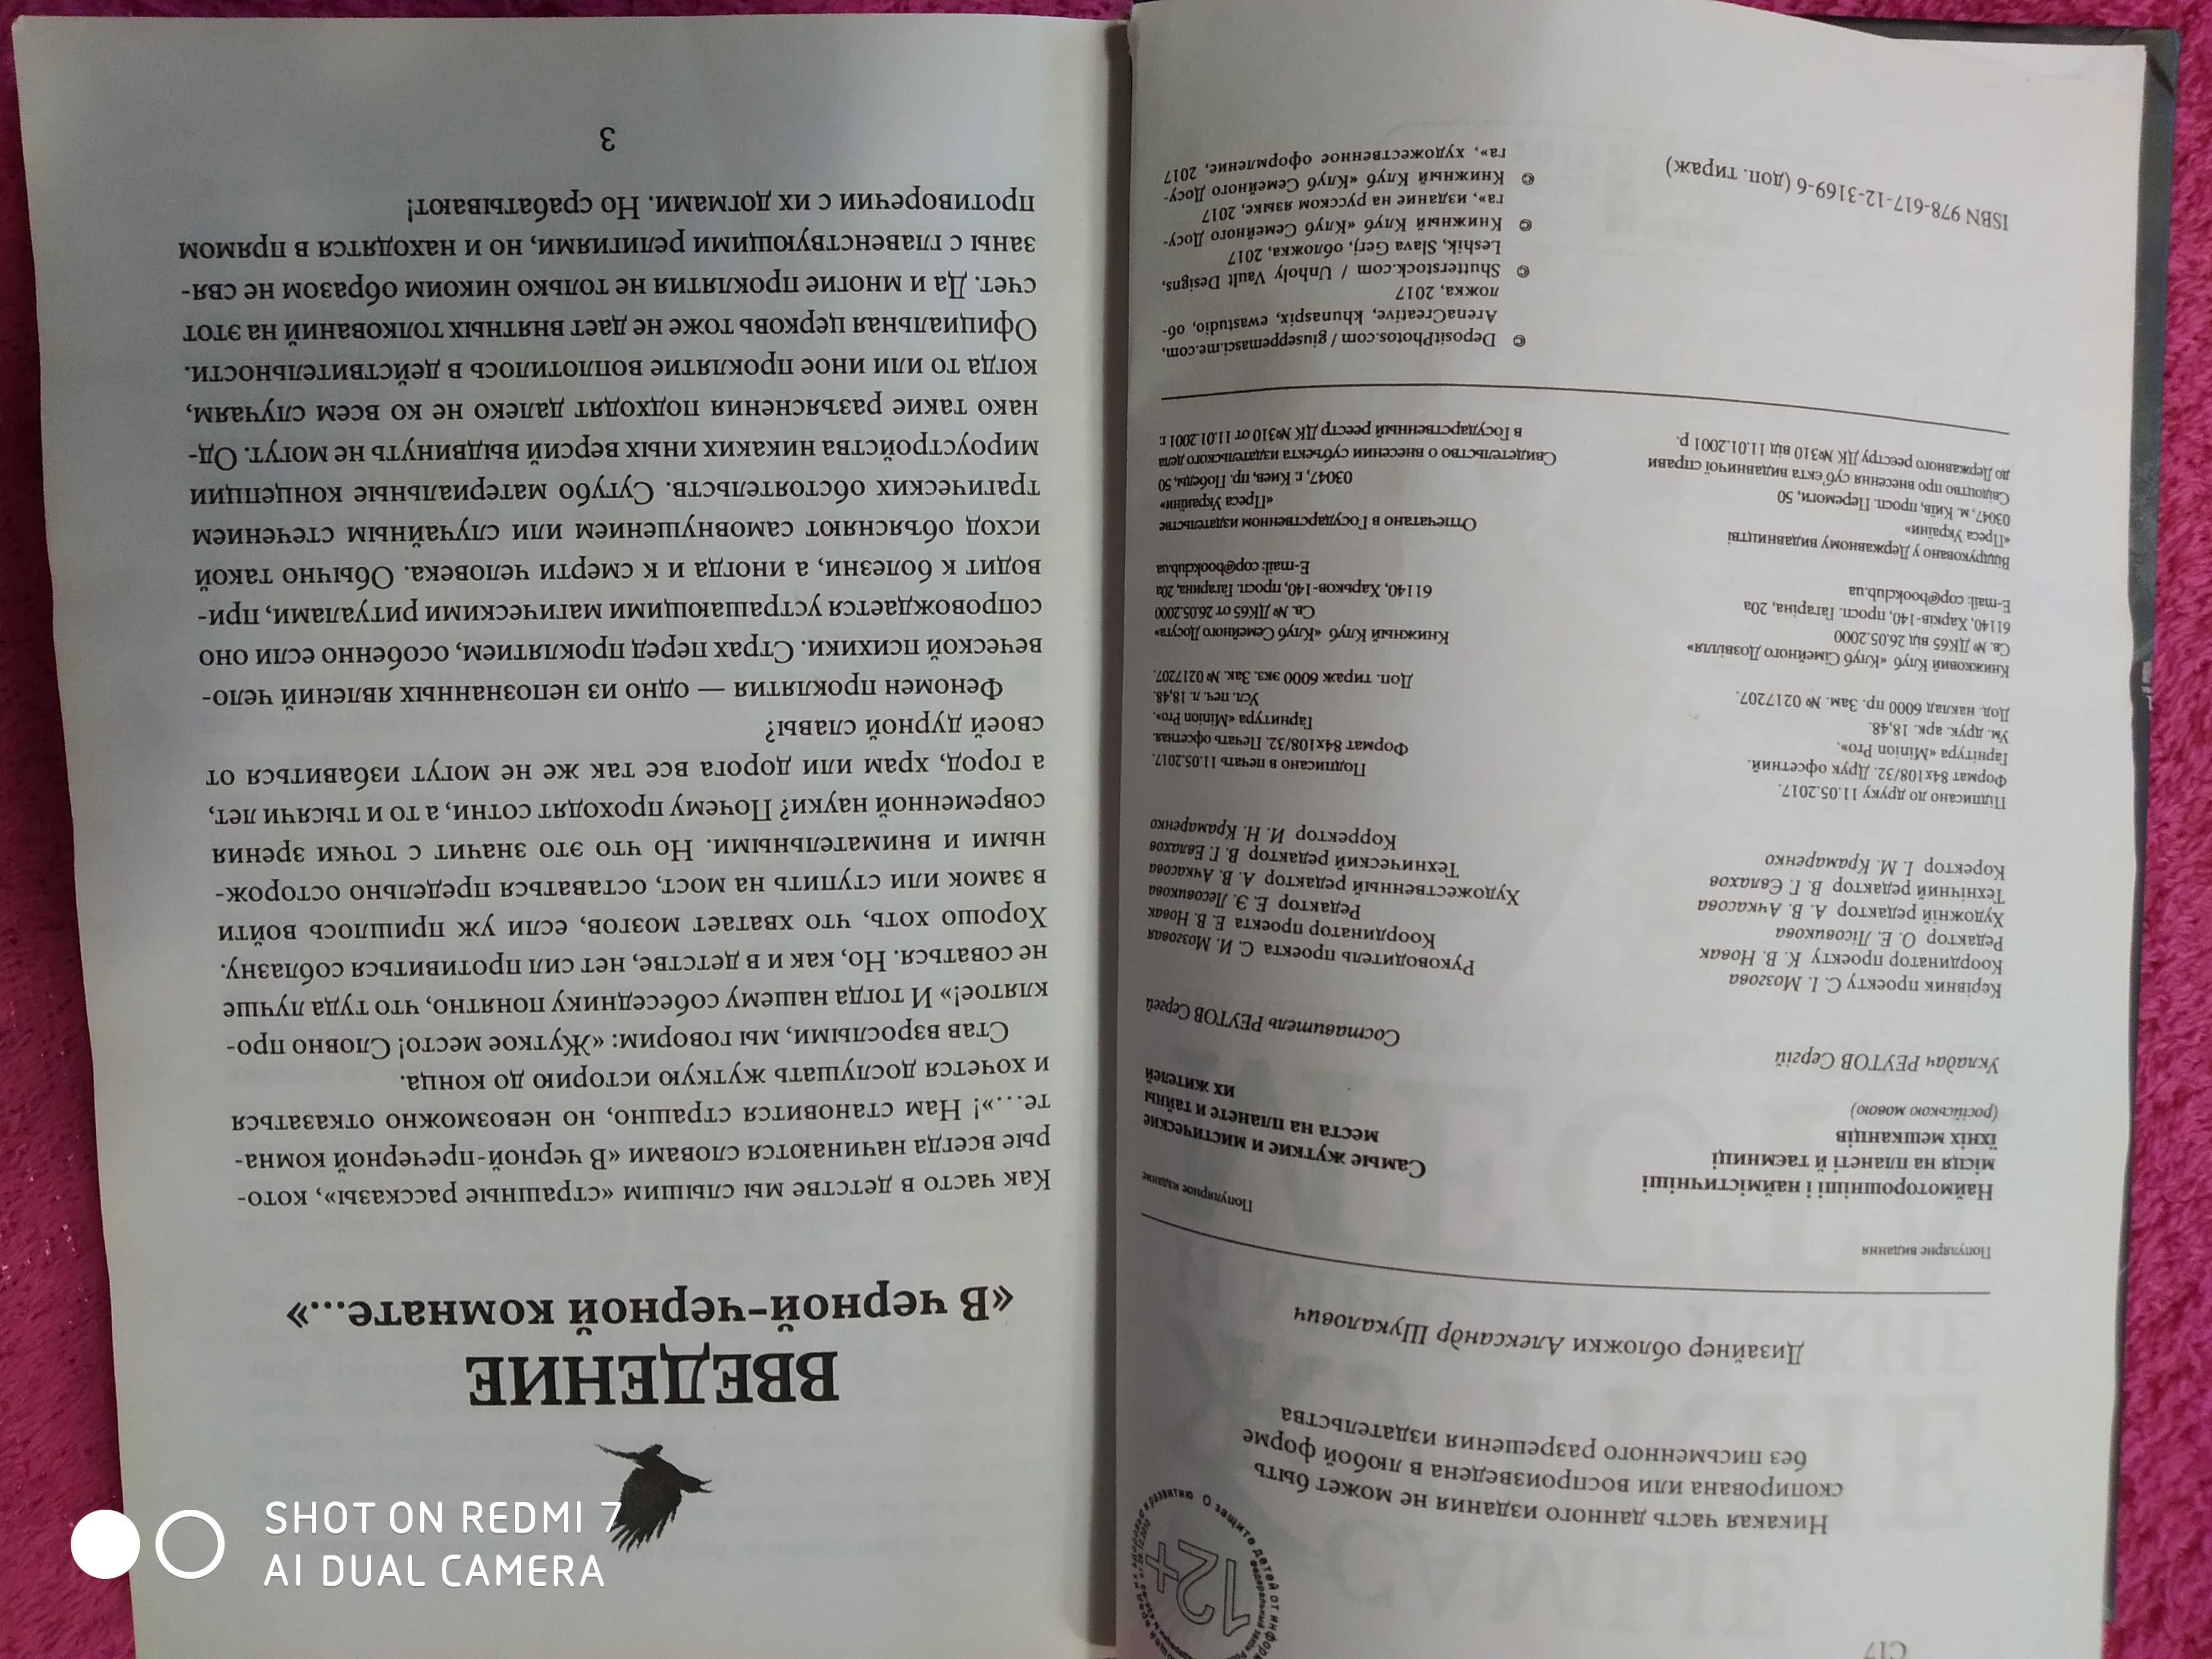 С17
12+
Никакая часть данного издания не может быть
скопирована или воспроизведена в любой форме
без письменного разрешения издательства
Дизайнер обложки Александр Шукалович
Популярне видання
Наймоторошніші і наймістичніші
місця на планеті й таємниці
їхніх мешканців
(російською мовою)
Укладач РЕУТОВ Сергій
Керівник проекту С. І. Мозгова
Координатор проекту К. В. Новак
Редактор О. Е. Лісовикова
Художній редактор А. В. Ачкасова
Технічний редактор В. Г. Євлахов
Коректор І. М. Крамаренко
Підписано до друку 11.05.2017.
Формат 84х108/32. Друк офсетний.
Гарнітура «Minion Pro».
Ум. друк. арк. 18,48.
Дод. наклад 6000 пр. Зам. № 0217207.
Книжковий Клуб «Клуб Сімейного Дозвілля»
Св. № ДК65 від 26.05.2000
61140, Харків-140, просп. Гагаріна, 20а
E-mail: cop@bookclub.ua
Віддруковано у Державному видавництві
«Преса України»
03047, м. Київ, просп. Перемоги, 50
Свідоцтво про внесення суб'єкта видавничої справи
до Державного реєстру ДК №310 від 11.01.2001 р.
Популярное издание
Самые жуткие и мистические
места на планете и тайны
их жителей
Составитель РЕУТОВ Сергей
Руководитель проекта С. И. Мозговая
Координатор проекта Е. В. Новак
Редактор Е. Э. Лесовикова
Художественный редактор А. В. Ачкасова
Технический редактор В. Г. Евлахов
Корректор И. Н. Крамаренко
Подписано в печать 11.05.2017.
Формат 84х108/32. Печать офсетная.
Гарнитура «Minion Pro».
Усл. печ. л. 18,48.
Доп. тираж 6000 экз. Зак. № 0217207.
Книжный Клуб «Клуб Семейного Досуга»
Св. № ДК65 от 26.05.2000
61140, Харьков-140, просп. Гагарина, 20а
E-mail: cop@bookclub.ua
Отпечатано в Государственном издательстве
«Преса Украïни»
03047, г. Киев, пр. Победы, 50
Свидетельство о внесении субъекта издательского дела
в Государственный реестр ДК №310 от 11.01.2001 г.
ISBN 978-617-12-3169-6 (доп. тираж)
© DepositPhotos.com / giuseppemasci.me.com,
ArenaCreative, khunaspix, ewastudio, об-
ложка, 2017
© Shutterstock.com / Unholy Vault Designs,
Leshik, Slava Gerj, обложка, 2017
© Книжный Клуб «Клуб Семейного Досу-
га», издание на русском языке, 2017
© Книжный Клуб «Клуб Семейного Досу-
га», художественное оформление, 2017
ВВЕДЕНИЕ
«В черной-черной комнате...»
Как часто в детстве мы слышим «страшные рассказы», кото-
рые всегда начинаются словами «В черной-пречерной комна-
те…»! Нам становится страшно, но невозможно отказаться
и хочется дослушать жуткую историю до конца.
Став взрослыми, мы говорим: «Жуткое место! Словно про-
клятое!» И тогда нашему собеседнику понятно, что туда лучше
не соваться. Но, как и в детстве, нет сил противиться соблазну.
Хорошо хоть, что хватает мозгов, если уж пришлось войти
в замок или ступить на мост, оставаться предельно осторож-
ными и внимательными. Но что это значит с точки зрения
современной науки? Почему проходят сотни, а то и тысячи лет,
а город, храм или дорога все так же не могут избавиться от
своей дурной славы?
Феномен проклятия — одно из непознанных явлений чело-
веческой психики. Страх перед проклятием, особенно если оно
сопровождается устрашающими магическими ритуалами, при-
водит к болезни, а иногда и к смерти человека. Обычно такой
исход объясняют самовнушением или случайным стечением
трагических обстоятельств. Сугубо материальные концепции
мироустройства никаких иных версий выдвинуть не могут. Од-
нако такие разъяснения подходят далеко не ко всем случаям,
когда то или иное проклятие воплотилось в действительности.
Официальная церковь тоже не дает внятных толкований на этот
счет. Да и многие проклятия не только никоим образом не свя-
заны с главенствующими религиями, но и находятся в прямом
противоречии с их догмами. Но срабатывают!
3
SHOT ON REDMI 7
AI DUAL CAMERA